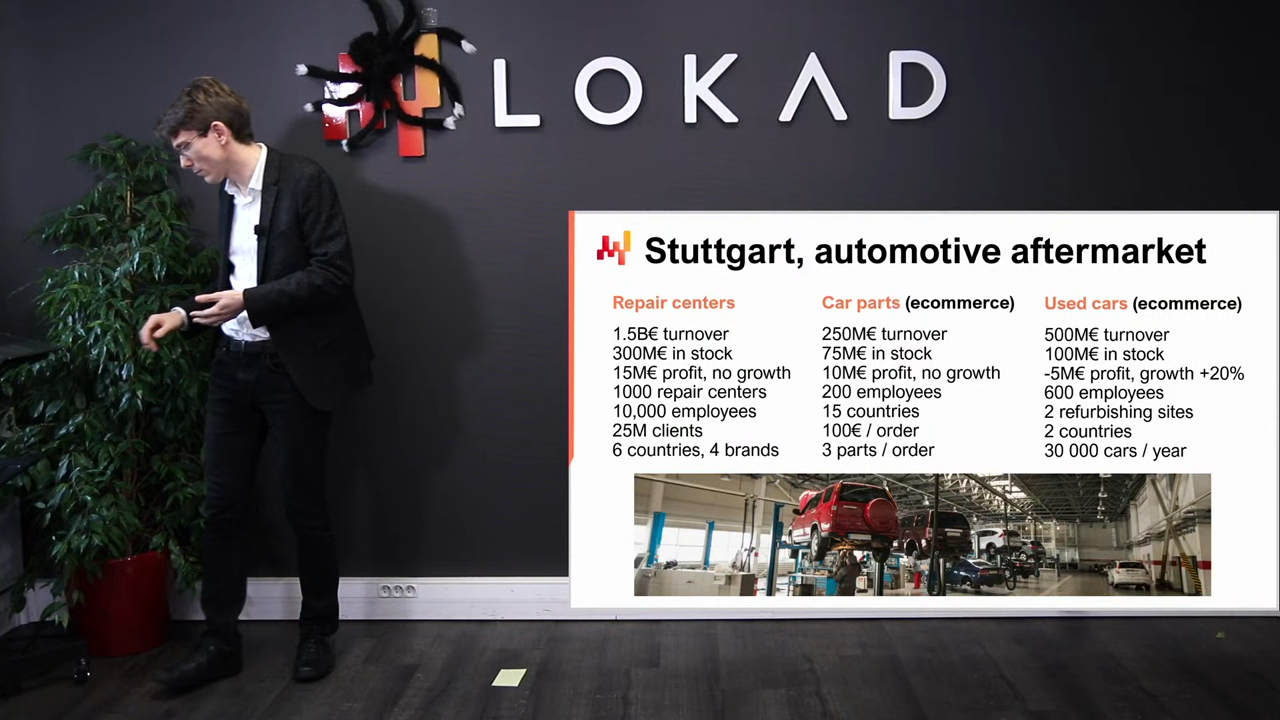 LOKAD
Stuttgart, automotive aftermarket
Repair centers
1.5B€ turnover
300M€ in stock
15M€ profit, no growth
1000 repair centers
10,000 employees
25M clients
6 countries, 4 brands
Car parts (ecommerce)
250M€ turnover
75M€ in stock
10M€ profit, no growth
200 employees
15 countries
100€ / order
3 parts / order
Used cars (ecommerce)
500M€ turnover
100M€ in stock
-5M€ profit, growth +20%
600 employees
2 refurbishing sites
2 countries
30 000 cars / year